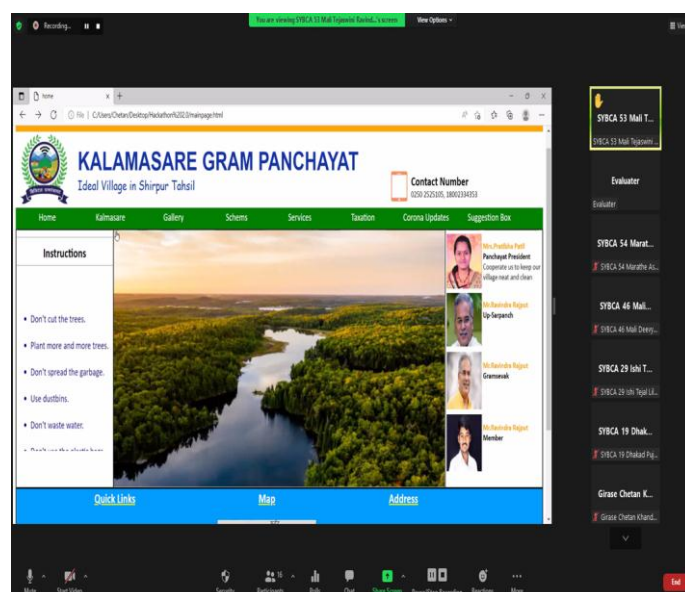 Recording...
You are viewing SYBCA 53 Mali Tejaswini Ravind...'s screen
View Options
View
home
File | C:/Users/Chetan/Desktop/Hackathon%202.0/mainpage.html
KALAMASARE GRAM PANCHAYAT
Ideal Village in Shirpur Tahsil
Contact Number
0250 2525105, 18002334353
Home Kalmasare Gallery Schems Services Taxation Corona Updates Suggestion Box
Instructions
Don't cut the trees.
Plant more and more trees.
Don't spread the garbage.
Use dustbins.
Don't waste water.
Mrs.Pratibha Patil
Panchayat President
Cooperate us to keep our
village neat and clean
Mr.Ravindra Rajput
Up-Sarpanch
Mr.Ravindra Rajput
Gramsevak
Mr.Ravindra Rajput
Member
Quick Links Map Address
SYBCA 53 Mali T...
SYBCA 53 Mali Tejaswini ...
Evaluater
Evaluater
SYBCA 54 Marat...
SYBCA 54 Marathe As...
SYBCA 46 Mali...
SYBCA 46 Mali Deevy...
SYBCA 29 Ishi T...
SYBCA 29 Ishi Tejal Lil...
SYBCA 19 Dhak...
SYBCA 19 Dhakad Puj...
Girase Chetan K...
Girase Chetan Khand...
16
Mute Start Video Security Participants Polls Chat Share Screen Pause/Stop Recording Reactions More
End